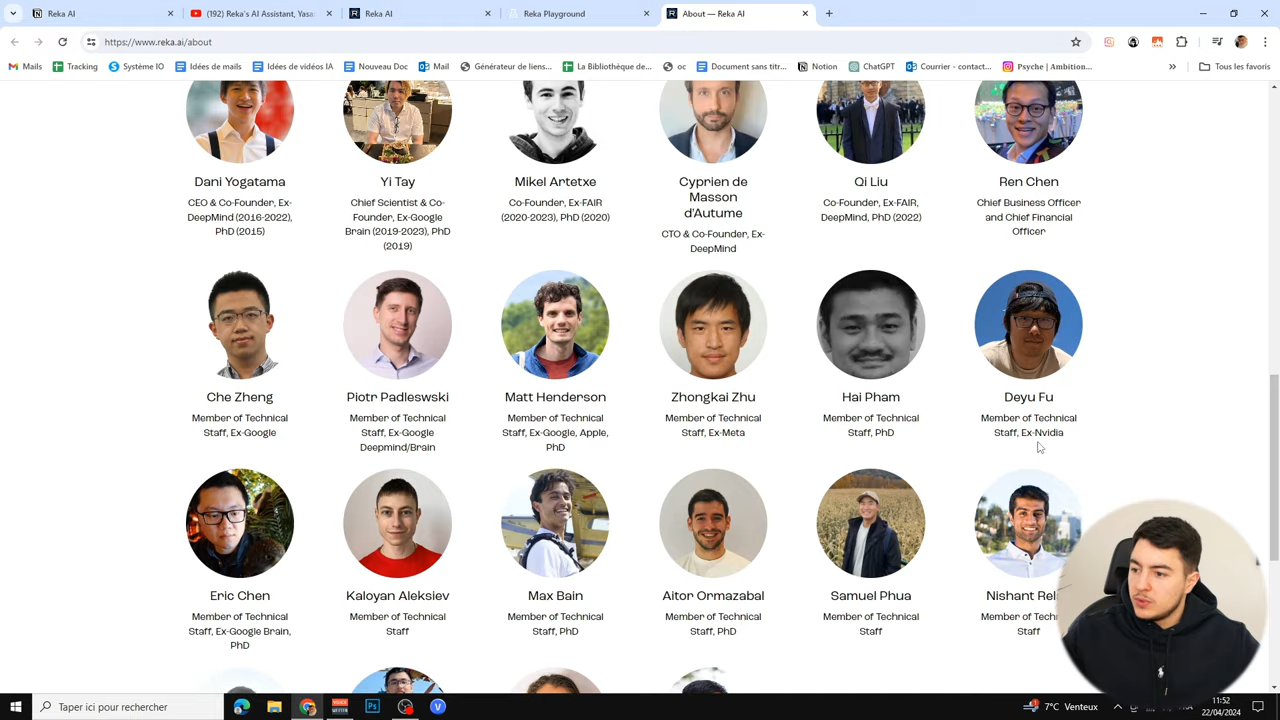 Reka AI
(192) Reka's AI Assistant, Yasa
Reka AI
Reka Playground
About — Reka AI
https://www.reka.ai/about
Mails
Tracking
Système IO
Idées de mails
Idées de vidéos IA
Nouveau Doc
Mail
Générateur de liens...
La Bibliothèque de...
oc
Document sans titr...
Notion
ChatGPT
Courrier - contact...
Psyche | Ambition...
Tous les favoris
Dani Yogatama
CEO & Co-Founder, Ex-
DeepMind (2016-2022),
PhD (2015)
Yi Tay
Chief Scientist & Co-
Founder, Ex-Google
Brain (2019-2023), PhD
(2019)
Mikel Artetxe
Co-Founder, Ex-FAIR
(2020-2023), PhD (2020)
Cyprien de
Masson
d'Autume
CTO & Co-Founder, Ex-
DeepMind
Qi Liu
Co-Founder, Ex-FAIR,
DeepMind, PhD (2022)
Ren Chen
Chief Business Officer
and Chief Financial
Officer
Che Zheng
Member of Technical
Staff, Ex-Google
Piotr Padlewski
Member of Technical
Staff, Ex-Google
Deepmind/Brain
Matt Henderson
Member of Technical
Staff, Ex-Google, Apple,
PhD
Zhongkai Zhu
Member of Technical
Staff, Ex-Meta
Hai Pham
Member of Technical
Staff, PhD
Deyu Fu
Member of Technical
Staff, Ex-Nvidia
Eric Chen
Member of Technical
Staff, Ex-Google Brain,
PhD
Kaloyan Aleksiev
Member of Technical
Staff
Max Bain
Member of Technical
Staff, PhD
Aitor Ormazabal
Member of Technical
Staff, PhD
Samuel Phua
Member of Technical
Staff
Nishant
Member of
Staff
Taper ici pour rechercher
7°C Venteux
11:52
22/04/2024